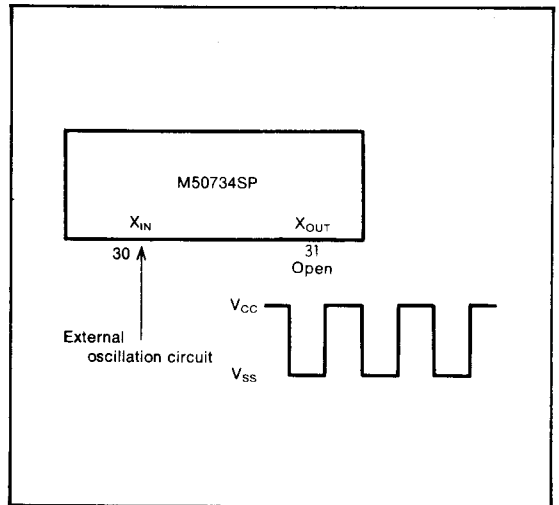 M50734SP
XIN XOUT
30 31
Open
External
oscillation circuit
VCC
VSS